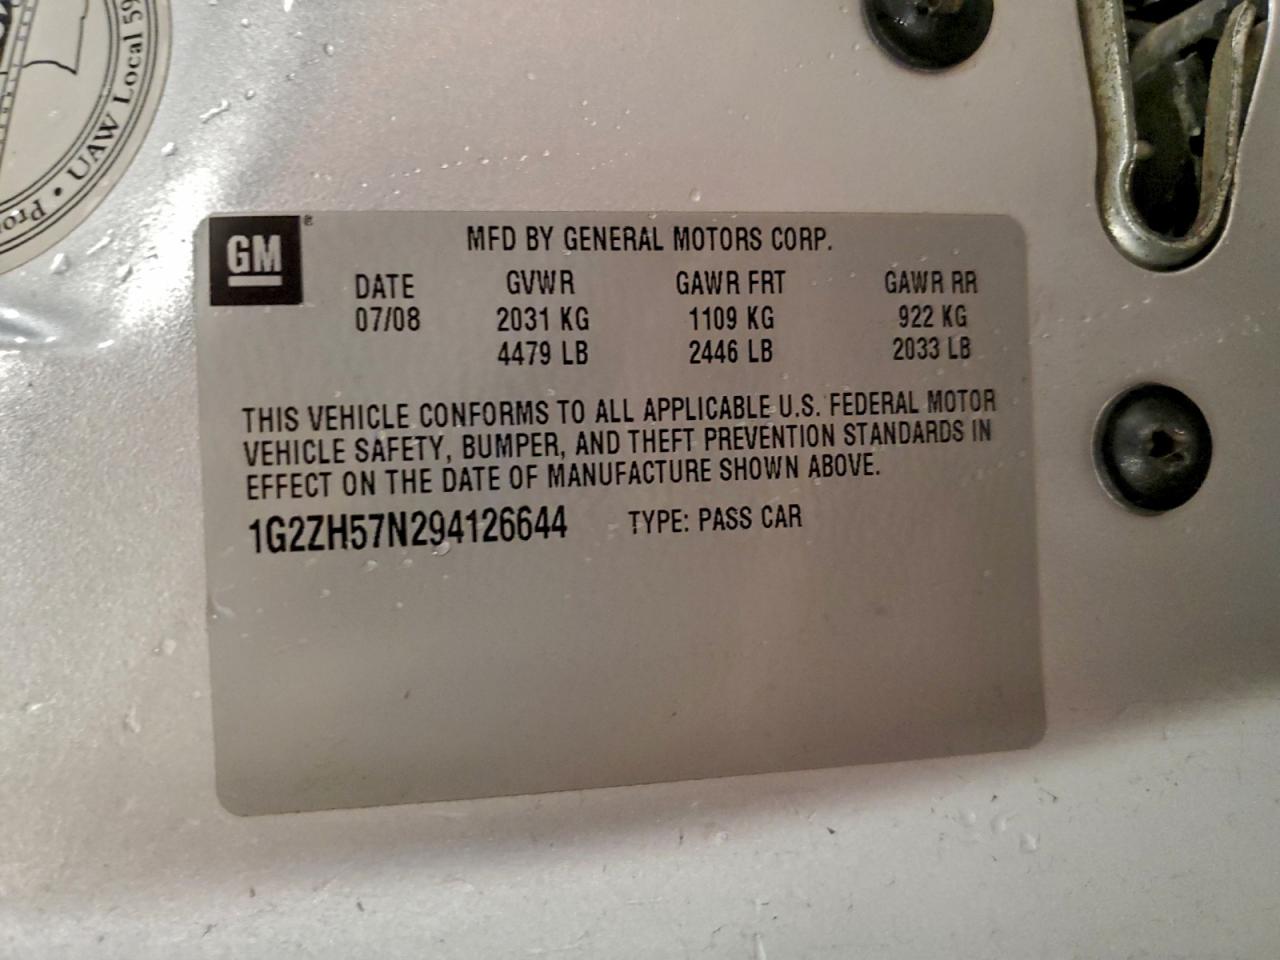 UAW Local 59
GM
MFD BY GENERAL MOTORS CORP.
DATE GVWR GAWR FRT GAWR RR
07/08 2031 KG 1109 KG 922 KG
4479 LB 2446 LB 2033 LB
THIS VEHICLE CONFORMS TO ALL APPLICABLE U.S. FEDERAL MOTOR
VEHICLE SAFETY, BUMPER, AND THEFT PREVENTION STANDARDS IN
EFFECT ON THE DATE OF MANUFACTURE SHOWN ABOVE.
1G2ZH57N294126644 TYPE: PASS CAR